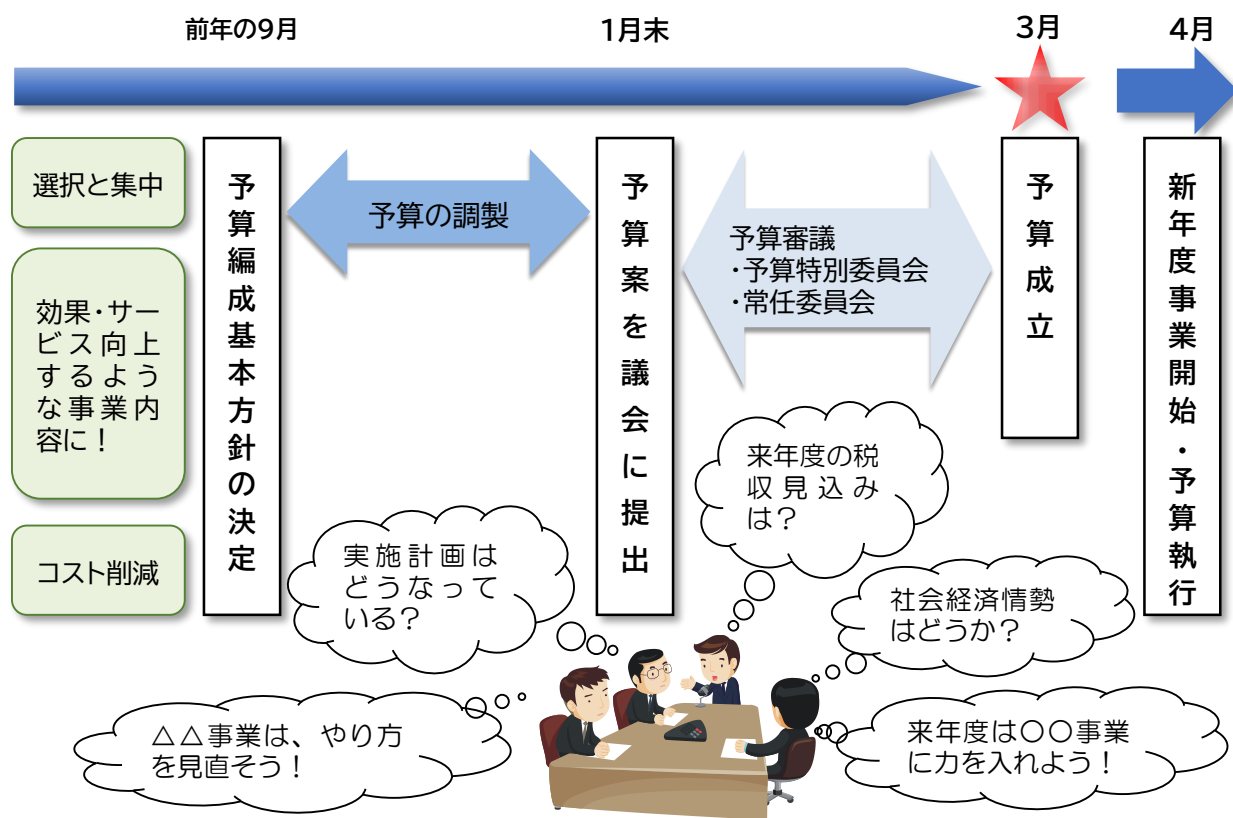 前年の9月
1月末
3月
4月
選択と集中
効果・サー
ビス向上
するよう
な事業内
容に！
コスト削減
予算編成基本方針の決定
予算の調製
予算案を議会に提出
予算審議
・予算特別委員会
・常任委員会
予算成立
新年度事業開始・予算執行
来年度の税
収見込み
は？
実施計画は
どうなって
いる？
社会経済情勢
はどうか？
△△事業は、やり方
を見直そう！
来年度は〇〇事業
に力を入れよう！